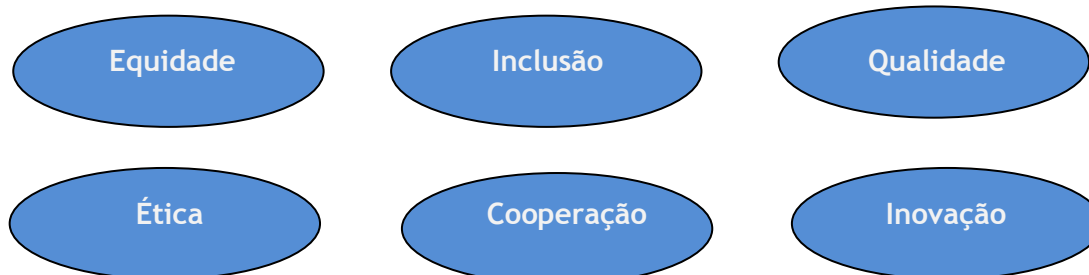 Equidade
Inclusão
Qualidade
Ética
Cooperação
Inovação